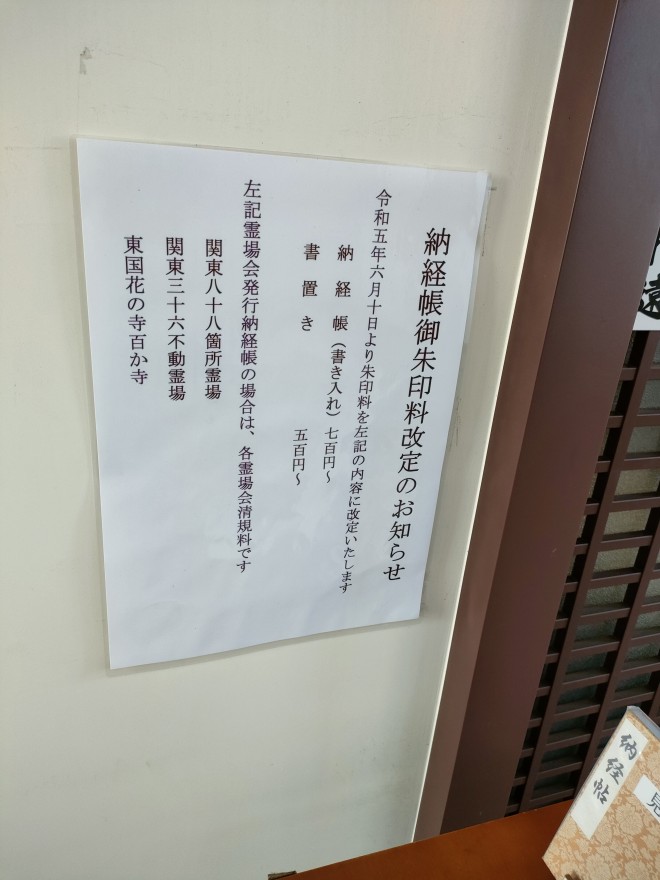 納経帳御朱印料改定のお知らせ
令和五年六月十日より朱印料を左記の内容に改定いたします
納経帳(書き入れ)七百円〜
書置き 五百円〜
左記霊場会発行納経帳の場合は、各霊場会清規料です
関東八十八箇所霊場
関東三十六不動霊場
東国花の寺百か寺
納経帖
見